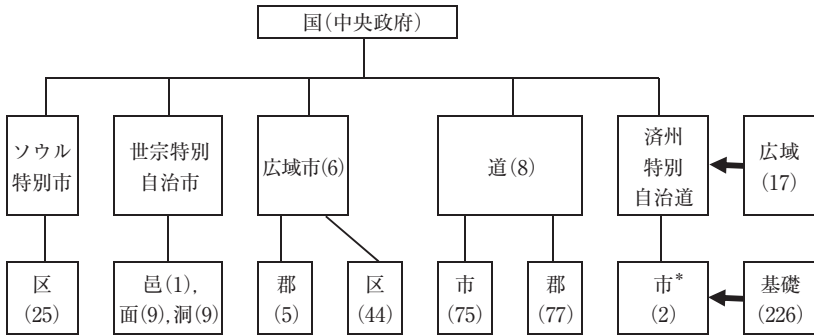 国(中央政府)
ソウル
特別市
世宗特別
自治市
広域市(6)
道(8)
済州
特別
自治道
広域
(17)
区
(25)
邑(1),
面(9),洞(9)
郡
(5)
区
(44)
市
(75)
郡
(77)
市*
(2)
基礎
(226)